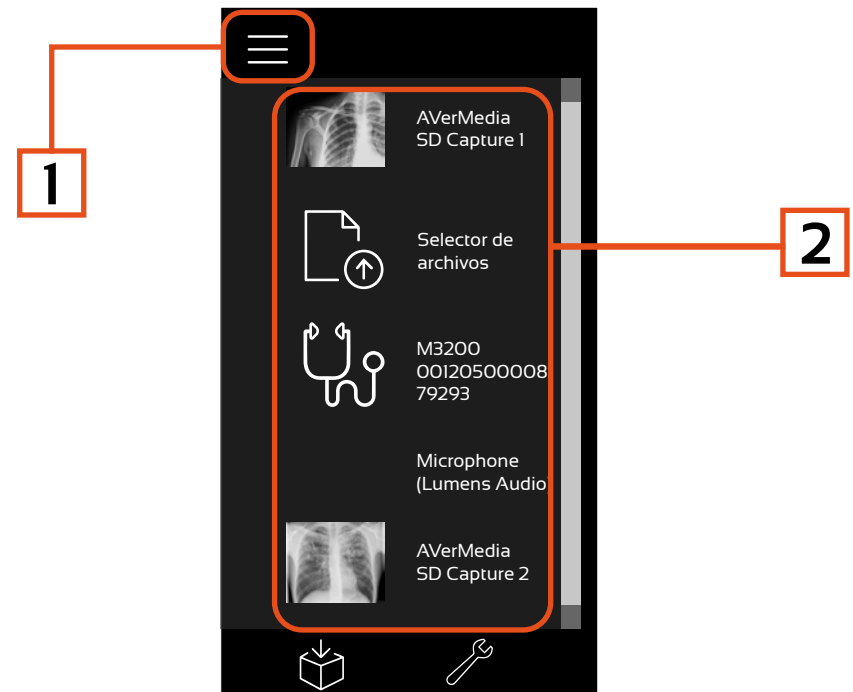 1
AVerMedia
SD Capture 1
Selector de
archivos
2
M3200
00120500008
79293
Microphone
(Lumens Audio)
AVerMedia
SD Capture 2